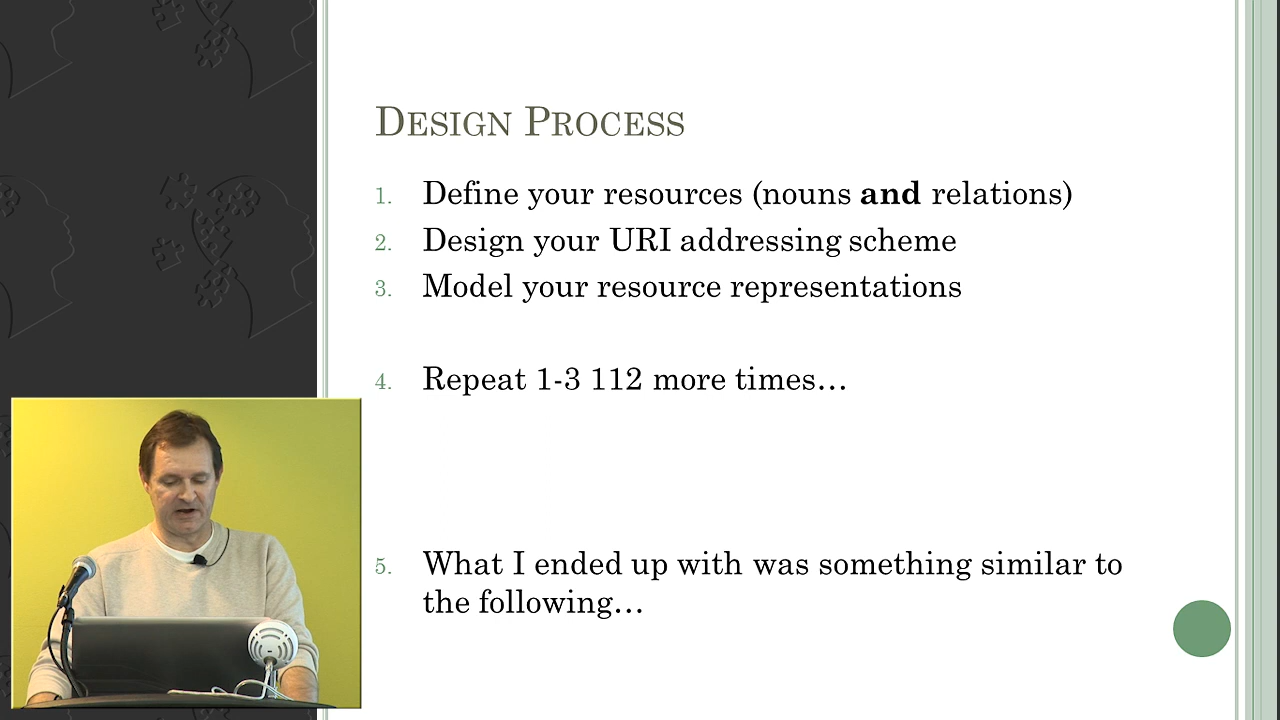 DESIGN PROCESS
1. Define your resources (nouns and relations)
2. Design your URI addressing scheme
3. Model your resource representations
4. Repeat 1-3 112 more times…
5. What I ended up with was something similar to
the following…